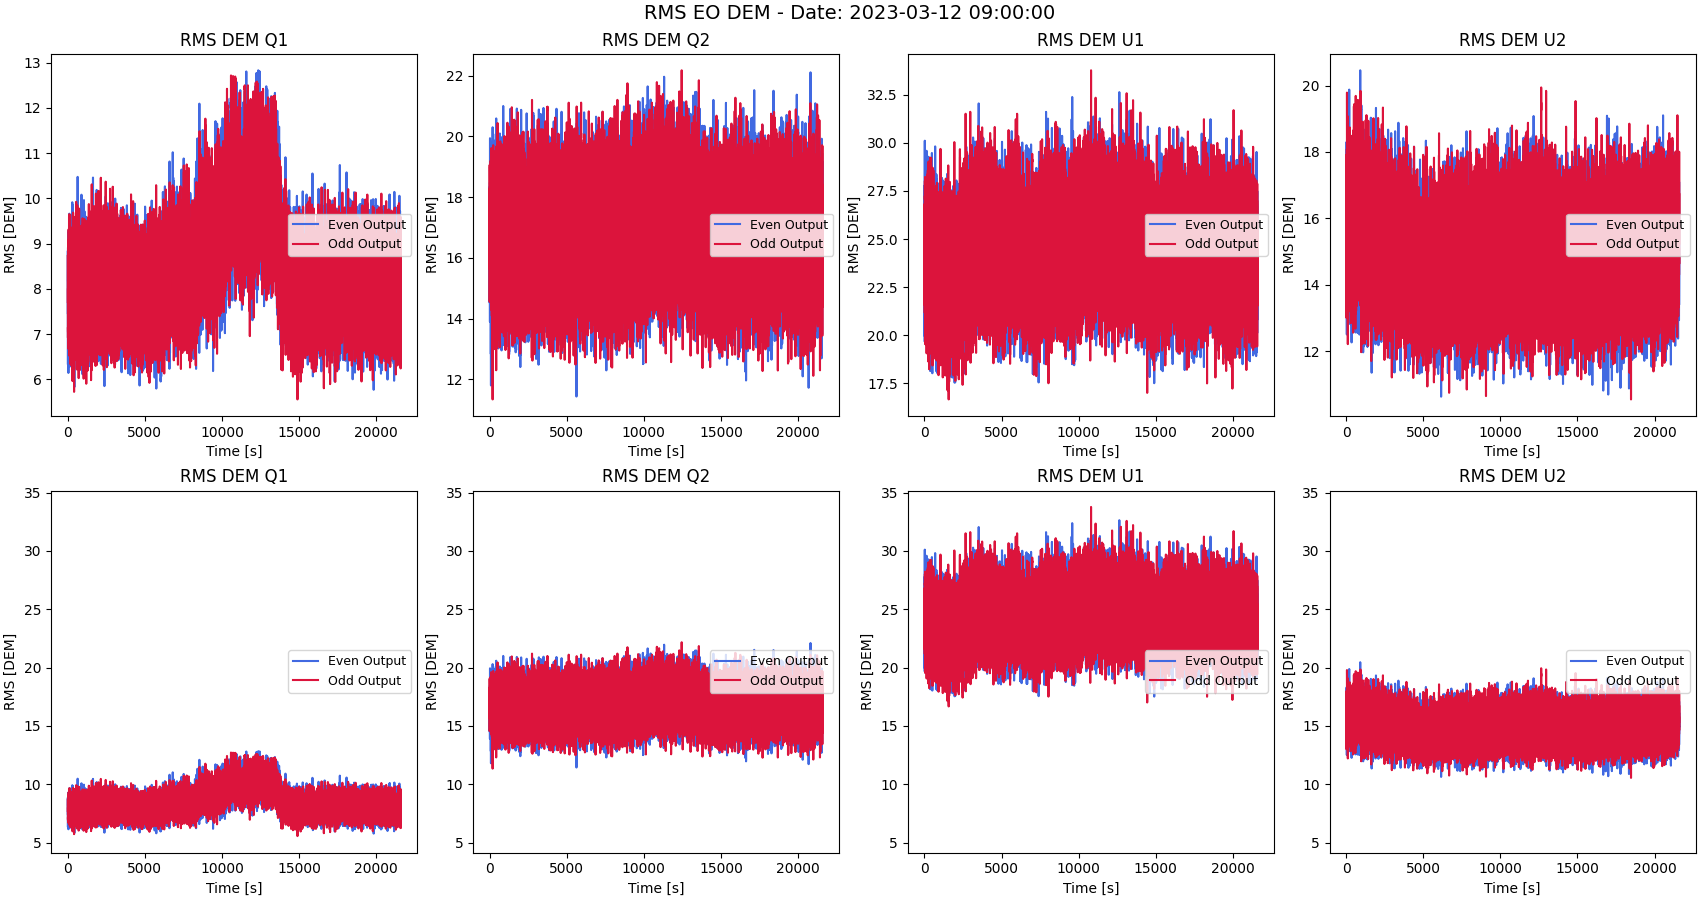 RMS EO DEM - Date: 2023-03-12 09:00:00
RMS DEM Q1
RMS [DEM]
13
12
11
10
9
8
7
6
0 5000 10000 15000 20000
Time [s]
Even Output
Odd Output
RMS DEM Q2
RMS [DEM]
22
20
18
16
14
12
0 5000 10000 15000 20000
Time [s]
Even Output
Odd Output
RMS DEM U1
RMS [DEM]
32.5
30.0
27.5
25.0
22.5
20.0
17.5
0 5000 10000 15000 20000
Time [s]
Even Output
Odd Output
RMS DEM U2
RMS [DEM]
20
18
16
14
12
0 5000 10000 15000 20000
Time [s]
Even Output
Odd Output
RMS DEM Q1
RMS [DEM]
35
30
25
20
15
10
5
0 5000 10000 15000 20000
Time [s]
Even Output
Odd Output
RMS DEM Q2
RMS [DEM]
35
30
25
20
15
10
5
0 5000 10000 15000 20000
Time [s]
Even Output
Odd Output
RMS DEM U1
RMS [DEM]
35
30
25
20
15
10
5
0 5000 10000 15000 20000
Time [s]
Even Output
Odd Output
RMS DEM U2
RMS [DEM]
35
30
25
20
15
10
5
0 5000 10000 15000 20000
Time [s]
Even Output
Odd Output